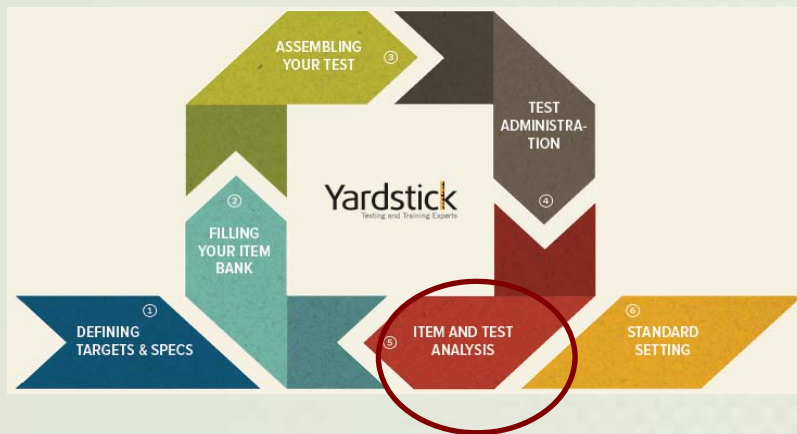 ①
DEFINING
TARGETS & SPECS
②
FILLING
YOUR ITEM
BANK
ASSEMBLING
YOUR TEST
③
TEST
ADMINISTRA-
TION
④
⑤
ITEM AND TEST
ANALYSIS
⑥
STANDARD
SETTING
Yardstick
Testing and Training Experts